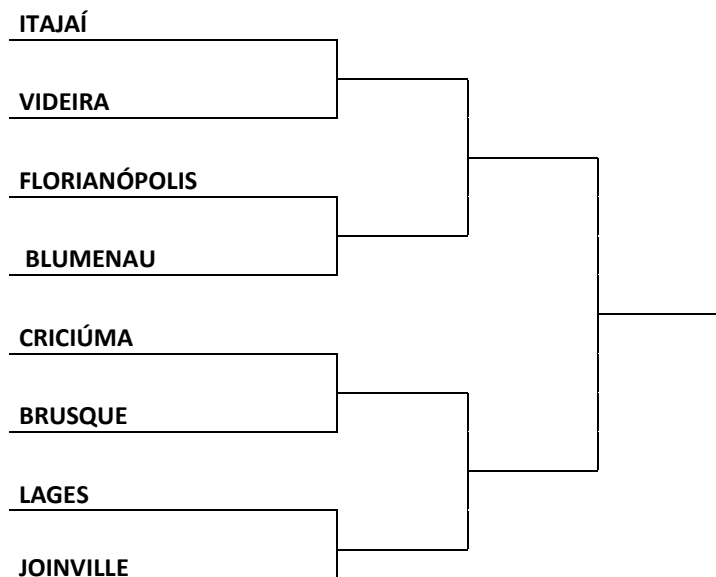 ITAJAÍ
VIDEIRA
FLORIANÓPOLIS
BLUMENAU
CRICIÚMA
BRUSQUE
LAGES
JOINVILLE